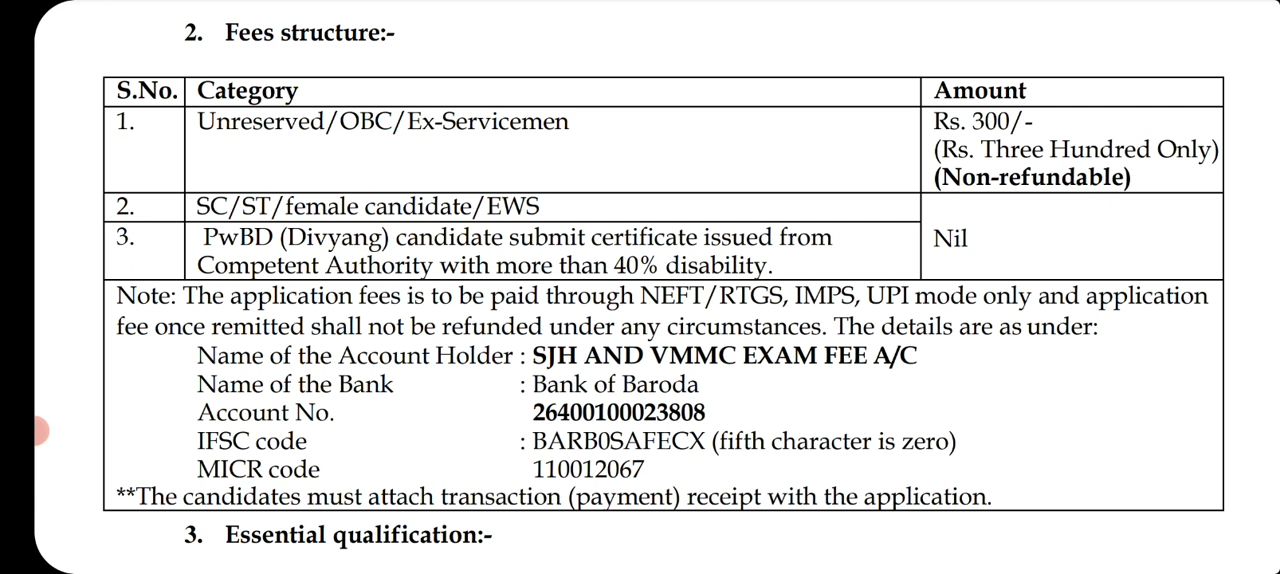 2. Fees structure:-
S.No. Category Amount
1. Unreserved/OBC/Ex-Servicemen Rs. 300/-
(Rs. Three Hundred Only)
(Non-refundable)
2. SC/ST/female candidate/EWS
3. PwBD (Divyang) candidate submit certificate issued from Nil
Competent Authority with more than 40% disability.
Note: The application fees is to be paid through NEFT/RTGS, IMPS, UPI mode only and application
fee once remitted shall not be refunded under any circumstances. The details are as under:
Name of the Account Holder : SJH AND VMMC EXAM FEE A/C
Name of the Bank : Bank of Baroda
Account No. 26400100023808
IFSC code : BARB0SAFECX (fifth character is zero)
MICR code 110012067
**The candidates must attach transaction (payment) receipt with the application.
3. Essential qualification:-